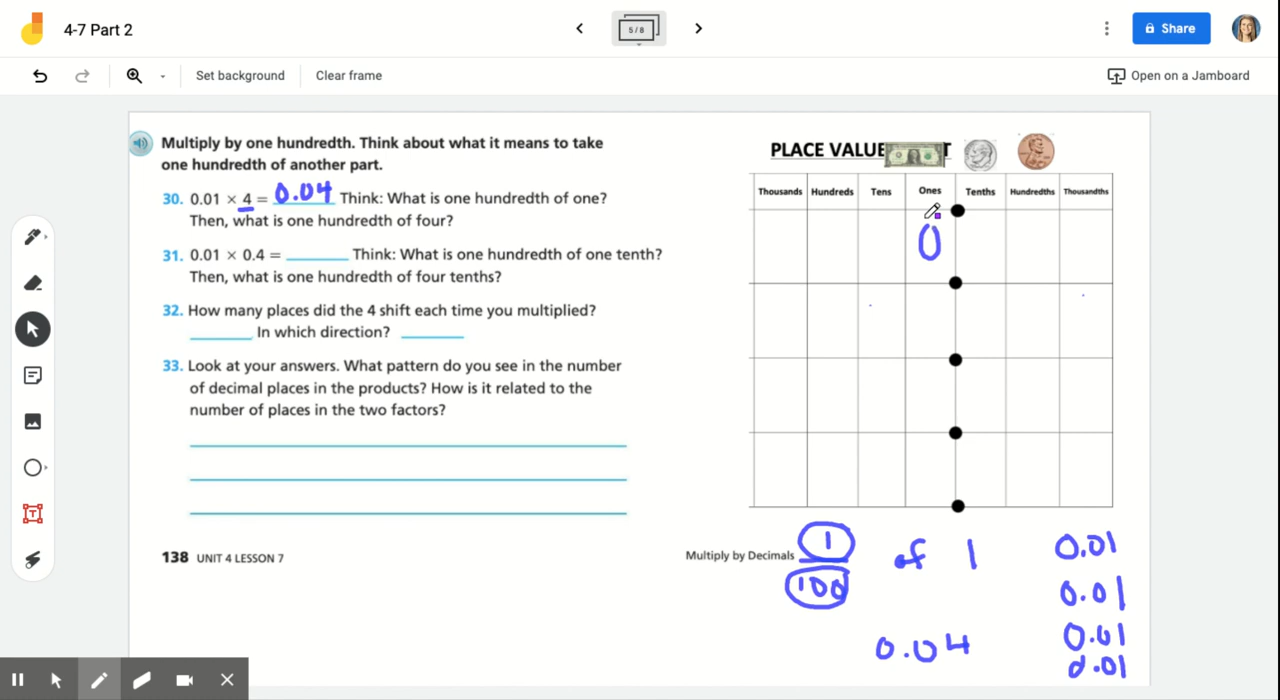 4-7 Part 2
5 / 8
Share
Set background
Clear frame
Open on a Jamboard
Multiply by one hundredth. Think about what it means to take
one hundredth of another part.
30. 0.01 × 4 = 0.04 Think: What is one hundredth of one?
Then, what is one hundredth of four?
31. 0.01 × 0.4 = ______ Think: What is one hundredth of one tenth?
Then, what is one hundredth of four tenths?
32. How many places did the 4 shift each time you multiplied?
______ In which direction? ______
33. Look at your answers. What pattern do you see in the number
of decimal places in the products? How is it related to the
number of places in the two factors?
138 UNIT 4 LESSON 7
PLACE VALUE T
Thousands Hundreds Tens Ones Tenths Hundredths Thousandths
0
Multiply by Decimals
1
100
of 1
0.04
0.01
0.01
0.01
0.01